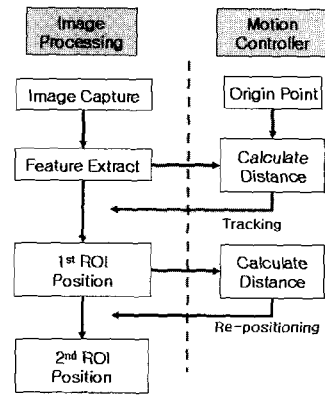 Image
Processing
Motion
Controller
Image Capture
Origin Point
Feature Extract
Calculate
Distance
Tracking
1st ROI
Position
Calculate
Distance
Re-positioning
2nd ROI
Position